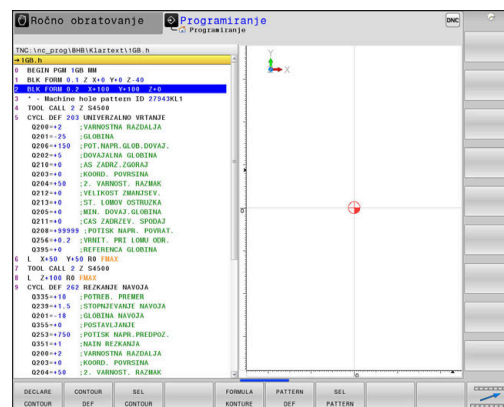 Ročno obratovanje
Programiranje
Programiranje
DNC
TNC:\nc_prog\BHB\Klartext\1GB.h
→1GB.h
0 BEGIN PGM 1GB MM
1 BLK FORM 0.1 Z X+0 Y+0 Z-40
2 BLK FORM 0.2 X+100 Y+100 Z+0
3 * - Machine hole pattern ID 27943KL1
4 TOOL CALL 2 Z S4500
5 CYCL DEF 203 UNIVERZALNO VRTANJE
Q200=+2 ;VARNOSTNA RAZDALJA
Q201=-25 ;GLOBINA
Q206=+150 ;POT.NAPR.GLOB.DOVAJ.
Q202=+5 ;DOVAJALNA GLOBINA
Q210=+0 ;AS ZADRZ.ZGORAJ
Q203=+0 ;KOORD. POVRSINA
Q204=+50 ;2. VARNOST. RAZMAK
Q212=+0 ;VELIKOST ZMANJSEV.
Q213=+0 ;ST. LOMOV OSTRUZKA
Q205=+0 ;MIN. DOVAJ.GLOBINA
Q211=+0 ;CAS ZADRZEV. SPODAJ
Q208=+99999 ;POTISK NAPR. POVRAT.
Q256=+0.2 ;VRNIT. PRI LOMU ODR.
Q395=+0 ;REFERENCA GLOBINA
6 L X+50 Y+50 R0 FMAX
7 TOOL CALL 2 Z S4500
8 L Z+100 R0 FMAX
9 CYCL DEF 262 REZKANJE NAVOJA
Q335=+10 ;POTREB. PREMER
Q239=+1.5 ;STOPNJEVANJE NAVOJA
Q201=-18 ;GLOBINA NAVOJA
Q355=+0 ;POSTAVLJANJE
Q253=+750 ;POTISK NAPR.PREDPOZ.
Q351=+1 ;NAIN REZKANJA
Q200=+2 ;VARNOSTNA RAZDALJA
Q203=+0 ;KOORD. POVRSINA
Q204=+50 ;2. VARNOST. RAZMAK
Y
X
0
0
DECLARE CONTOUR
CONTOUR DEF
SEL CONTOUR
FORMULA KONTURE
PATTERN DEF
SEL PATTERN